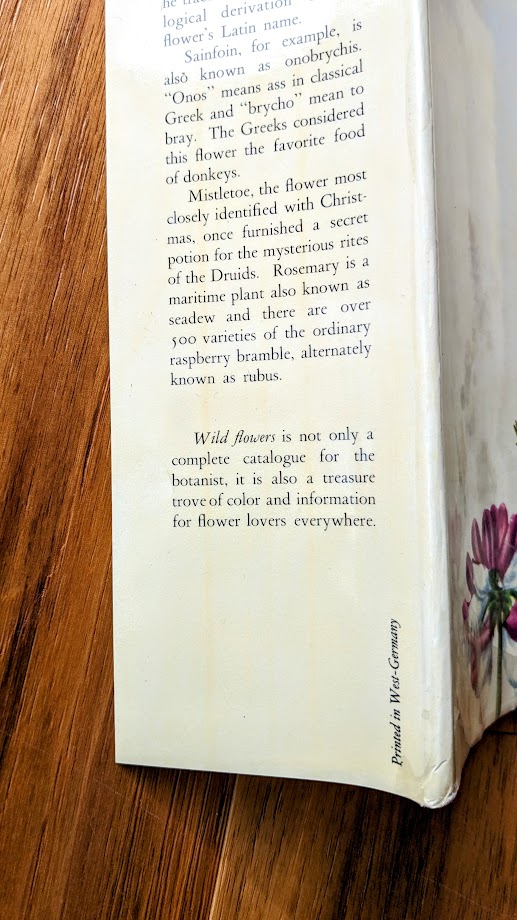 he trac
logical derivation
flower's Latin name.
Sainfoin, for example, is
also known as onobrychis.
“Onos” means ass in classical
Greek and “brycho” mean to
bray. The Greeks considered
this flower the favorite food
of donkeys.
Mistletoe, the flower most
closely identified with Christ-
mas, once furnished a secret
potion for the mysterious rites
of the Druids. Rosemary is a
maritime plant also known as
seadew and there are over
500 varieties of the ordinary
raspberry bramble, alternately
known as rubus.
Wild flowers is not only a
complete catalogue for the
botanist, it is also a treasure
trove of color and information
for flower lovers everywhere.
Printed in West-Germany